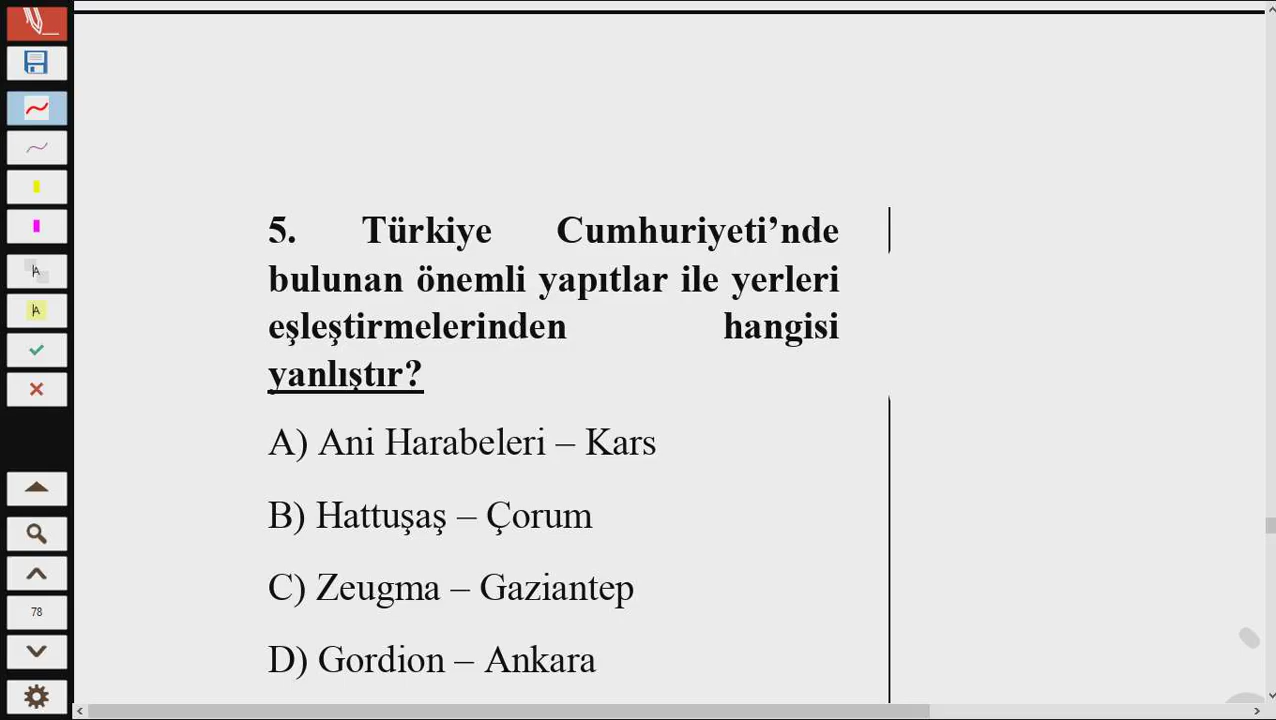 5. Türkiye Cumhuriyeti’nde
bulunan önemli yapıtlar ile yerleri
eşleştirmelerinden hangisi
yanlıştır?
A) Ani Harabeleri – Kars
B) Hattuşaş – Çorum
C) Zeugma – Gaziantep
D) Gordion – Ankara
A
A
78